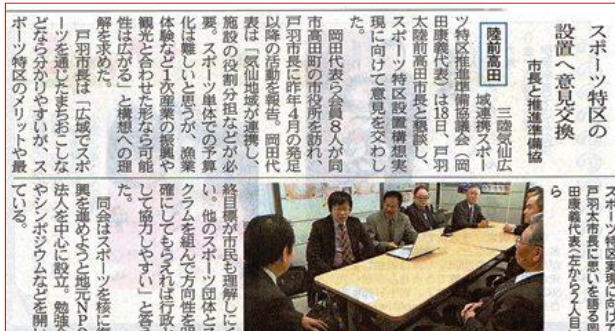 スポーツ特区の
設置へ意見交換
市長と推進準備協
陸前高田
三陸気仙広
域連携スポー
ツ特区推進準備協議会(岡
田康義代表)は18日、戸羽
太陸前高田市長と懇談し、
スポーツ特区設置構想実
現に向けて意見を交わし
た。
岡田代表ら会員8人が同
市高田町の市役所を訪れ、
戸羽市長に昨年4月の発足
以降の活動を報告。岡田代
表は「気仙地域が連携し、
施設の役割分担などが必
要。スポーツ単体での予算
化は難しいと思うが、漁業
体験など1次産業の振興や
観光と合わせた形なら可能
性は広がる」と構想への理
解を求めた。
戸羽市長は「広域でスポ
ーツを通じたまちおこしな
どなら分かりやすいが、ス
ポーツ特区のメリットや最
終目標が市民も理解しにく
い。他のスポーツ団体と
クラムを組んで方向性を明
確にしてもらえれば行政
して協力しやすい」と答
た。
同会はスポーツを核に
興を進めようと地元NP
法人を中心に設立。勉強
やシンポジウムなどを開
ている。
スポーツ特区実現に向け
戸羽太市長に思いを語る
田康義代表(左から2人目)
ら